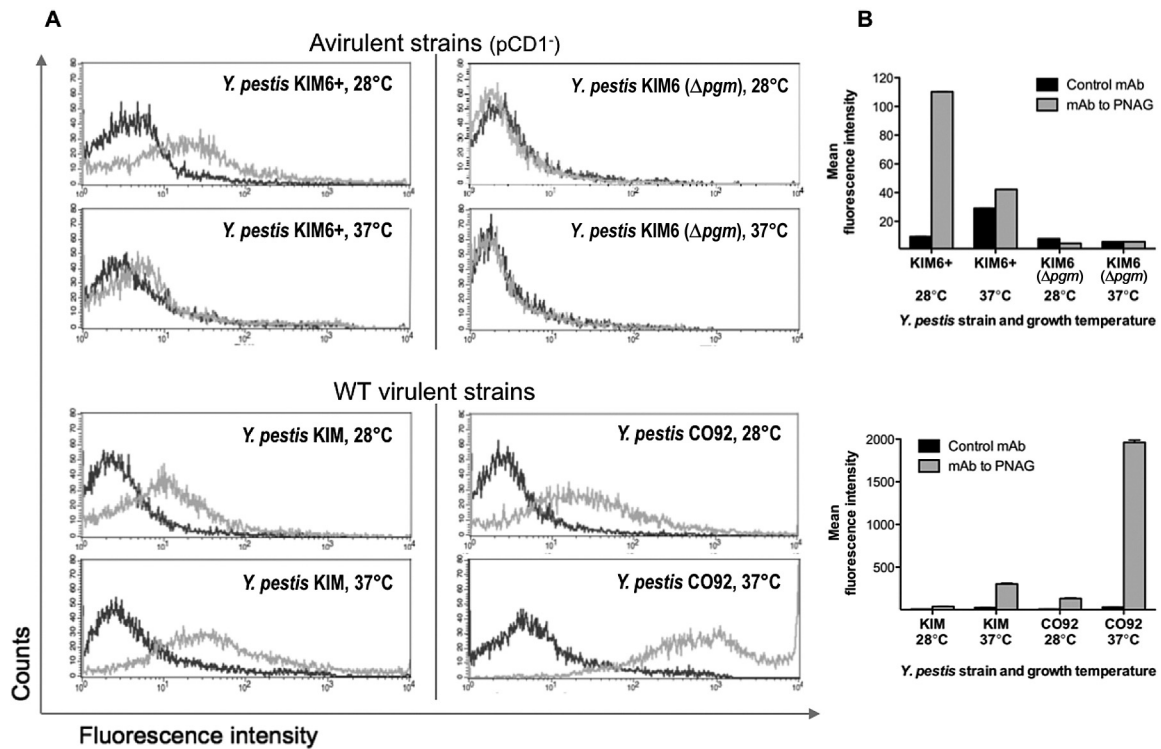 A
B
Avirulent strains (pCD1-)
Y. pestis KIM6+, 28°C
Y. pestis KIM6 (Δpgm), 28°C
Y. pestis KIM6+, 37°C
Y. pestis KIM6 (Δpgm), 37°C
WT virulent strains
Y. pestis KIM, 28°C
Y. pestis CO92, 28°C
Y. pestis KIM, 37°C
Y. pestis CO92, 37°C
Counts
Fluorescence intensity
Mean
fluorescence intensity
120
100
80
60
40
20
Control mAb
mAb to PNAG
KIM6+ KIM6+ KIM6 KIM6
(Δpgm) (Δpgm)
28°C 37°C 28°C 37°C
Y. pestis strain and growth temperature
Mean
fluorescence intensity
2000
1500
1000
500
Control mAb
mAb to PNAG
KIM KIM CO92 CO92
28°C 37°C 28°C 37°C
Y. pestis strain and growth temperature